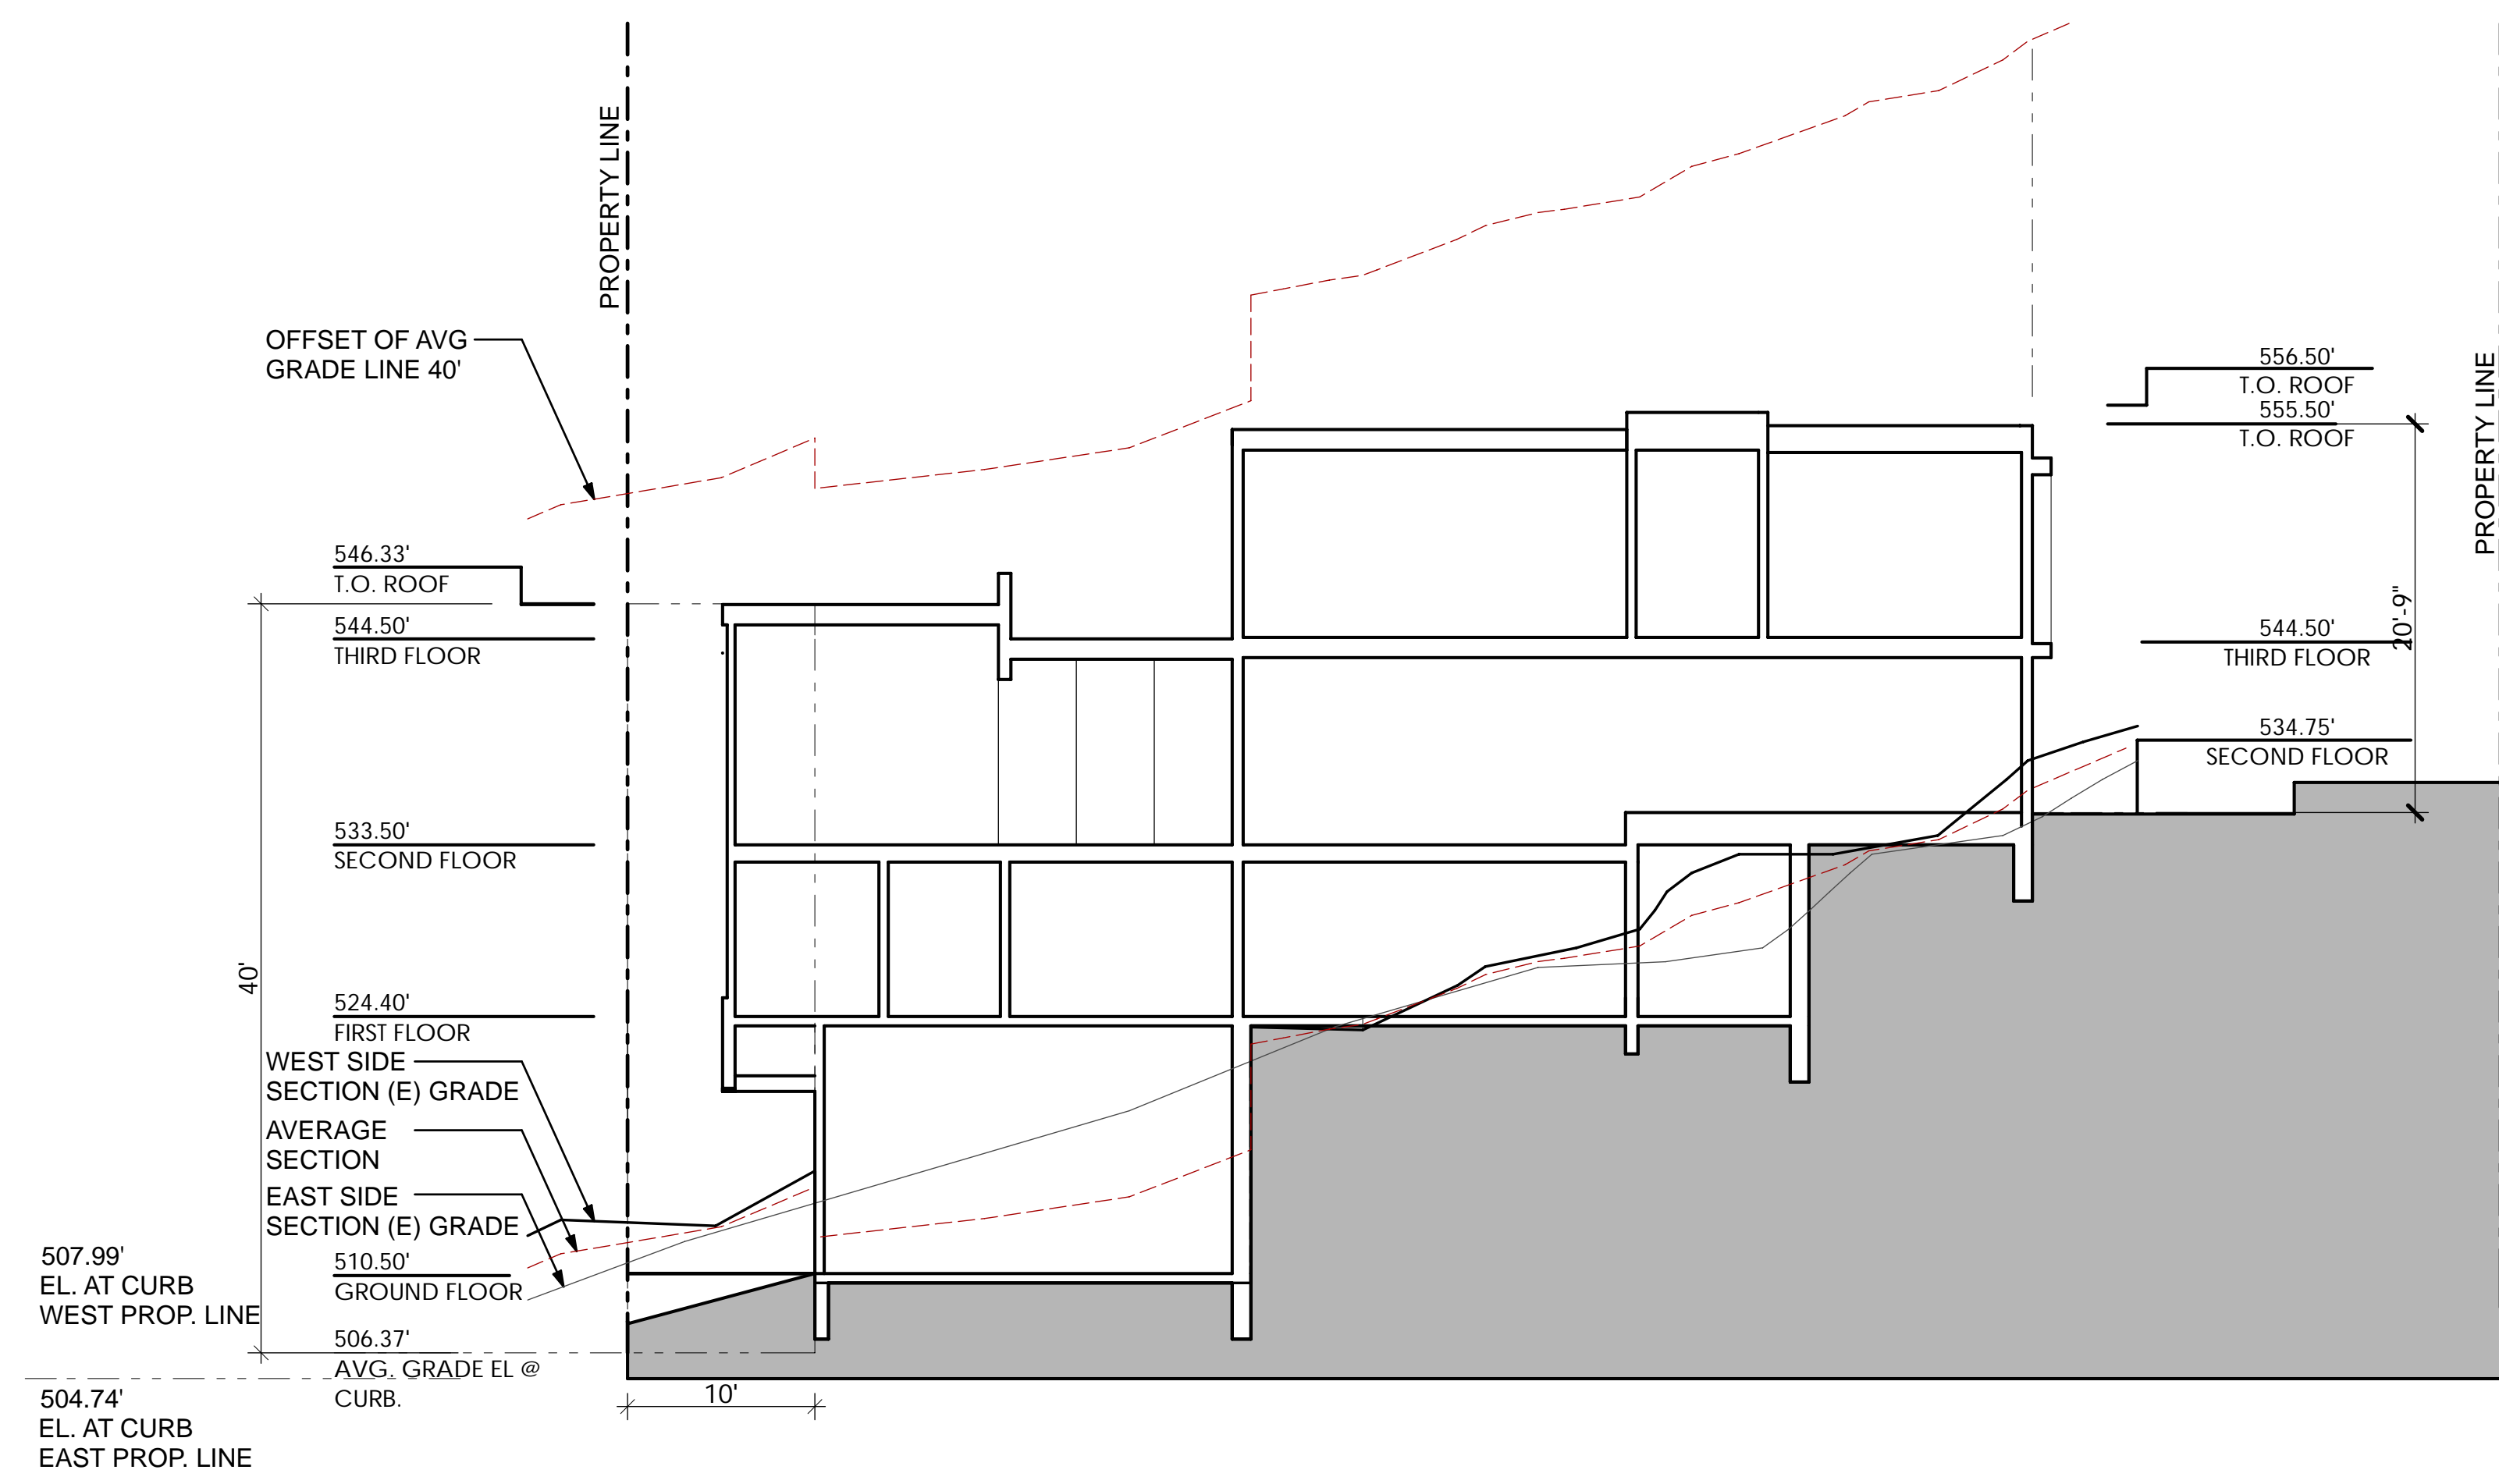 PROPERTY LINE
OFFSET OF AVG
GRADE LINE 40'
546.33'
T.O. ROOF
544.50'
THIRD FLOOR
533.50'
SECOND FLOOR
40'
524.40'
FIRST FLOOR
WEST SIDE
SECTION (E) GRADE
AVERAGE
SECTION
EAST SIDE
SECTION (E) GRADE
510.50'
GROUND FLOOR
507.99'
EL. AT CURB
WEST PROP. LINE
506.37'
AVG. GRADE EL @
CURB.
504.74'
EL. AT CURB
EAST PROP. LINE
10'
556.50'
T.O. ROOF
555.50'
T.O. ROOF
PROPERTY LINE
20'-9"
544.50'
THIRD FLOOR
534.75'
SECOND FLOOR